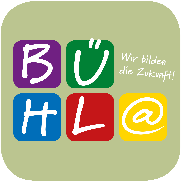 BÜ
Wir bilden
die Zukunft!
HL@